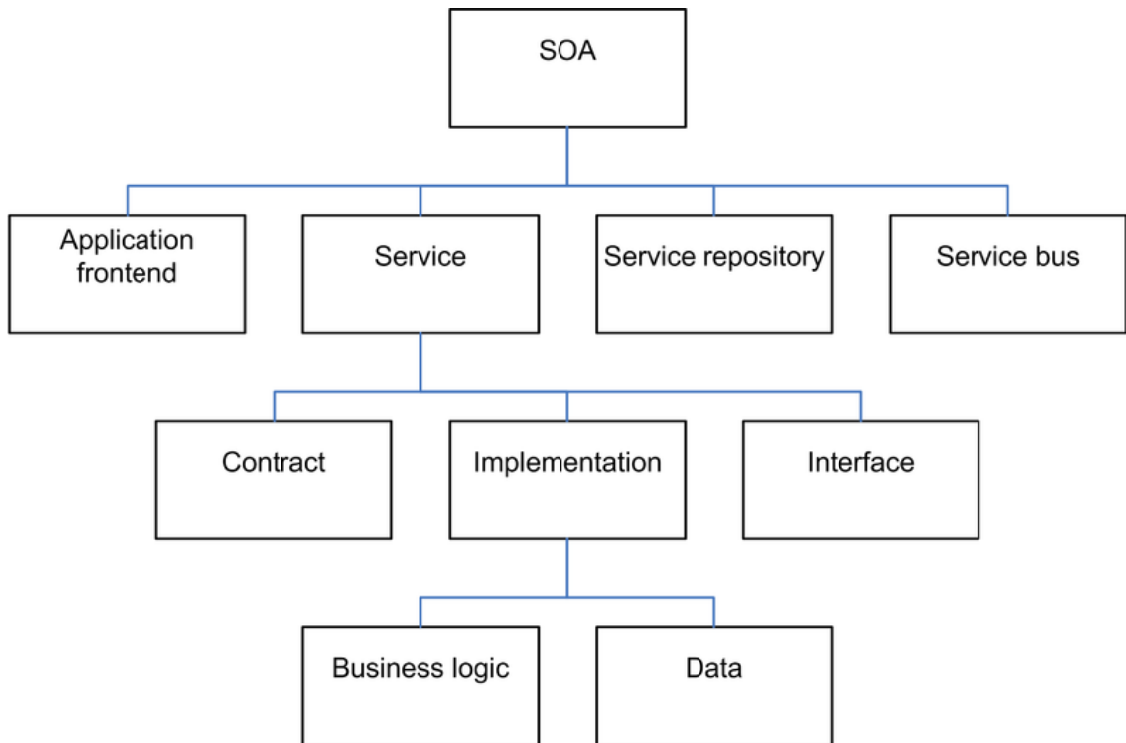 SOA
Application
frontend
Service
Service repository
Service bus
Contract
Implementation
Interface
Business logic
Data